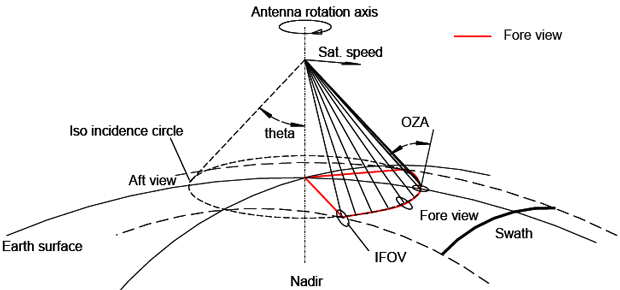 Antenna rotation axis
Fore view
Sat. speed
OZA
theta
Iso incidence circle
Aft view
Fore view
Earth surface
Swath
IFOV
Nadir